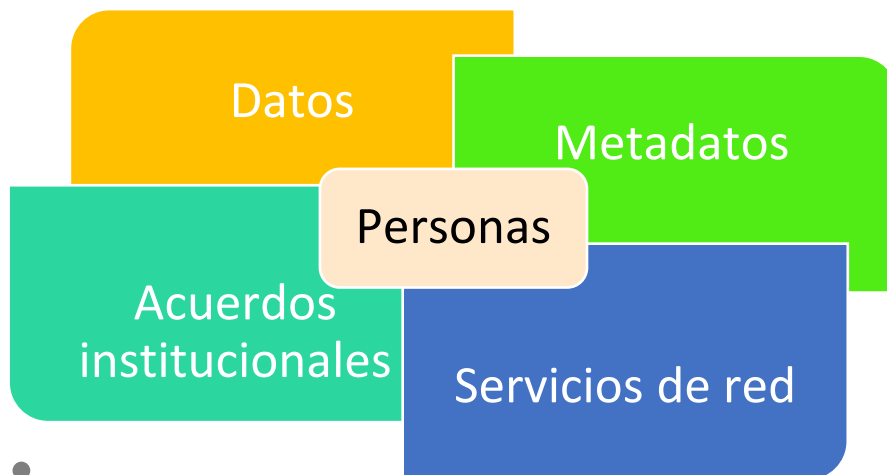 Datos
Metadatos
Personas
Acuerdos
institucionales
Servicios de red